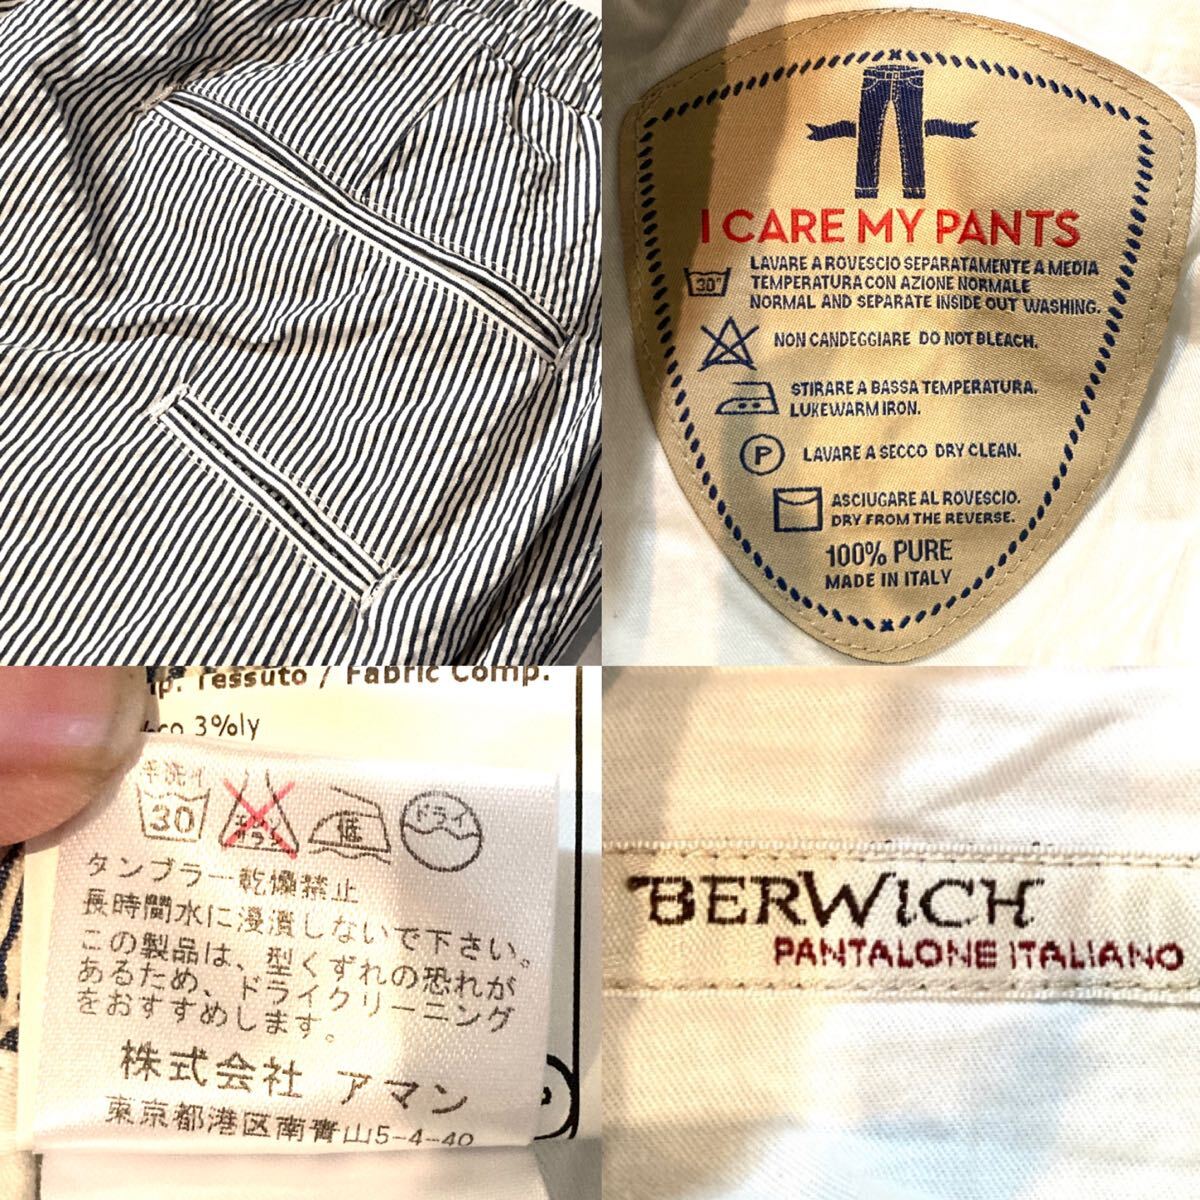 I CARE MY PANTS
30°
LAVARE A ROVESCIO SEPARATAMENTE A MEDIA
TEMPERATURA CON AZIONE NORMALE
NORMAL AND SEPARATE INSIDE OUT WASHING.
NON CANDEGGIARE DO NOT BLEACH.
STIRARE A BASSA TEMPERATURA.
LUKEWARM IRON.
P
LAVARE A SECCO DRY CLEAN.
ASCIUGARE AL ROVESCIO.
DRY FROM THE REVERSE.
100% PURE
MADE IN ITALY
Tessuto / Fabric Comp.
3%ly
手洗イ
30
エンソ
サラシ
低
ドライ
タンブラー乾燥禁止
長時間水に浸漬しないで下さい。
この製品は、型くずれの恐れが
あるため、ドライクリーニング
をおすすめします。
株式会社 アマン
東京都港区南青山5-4-40
BERWICH
PANTALONE ITALIANO